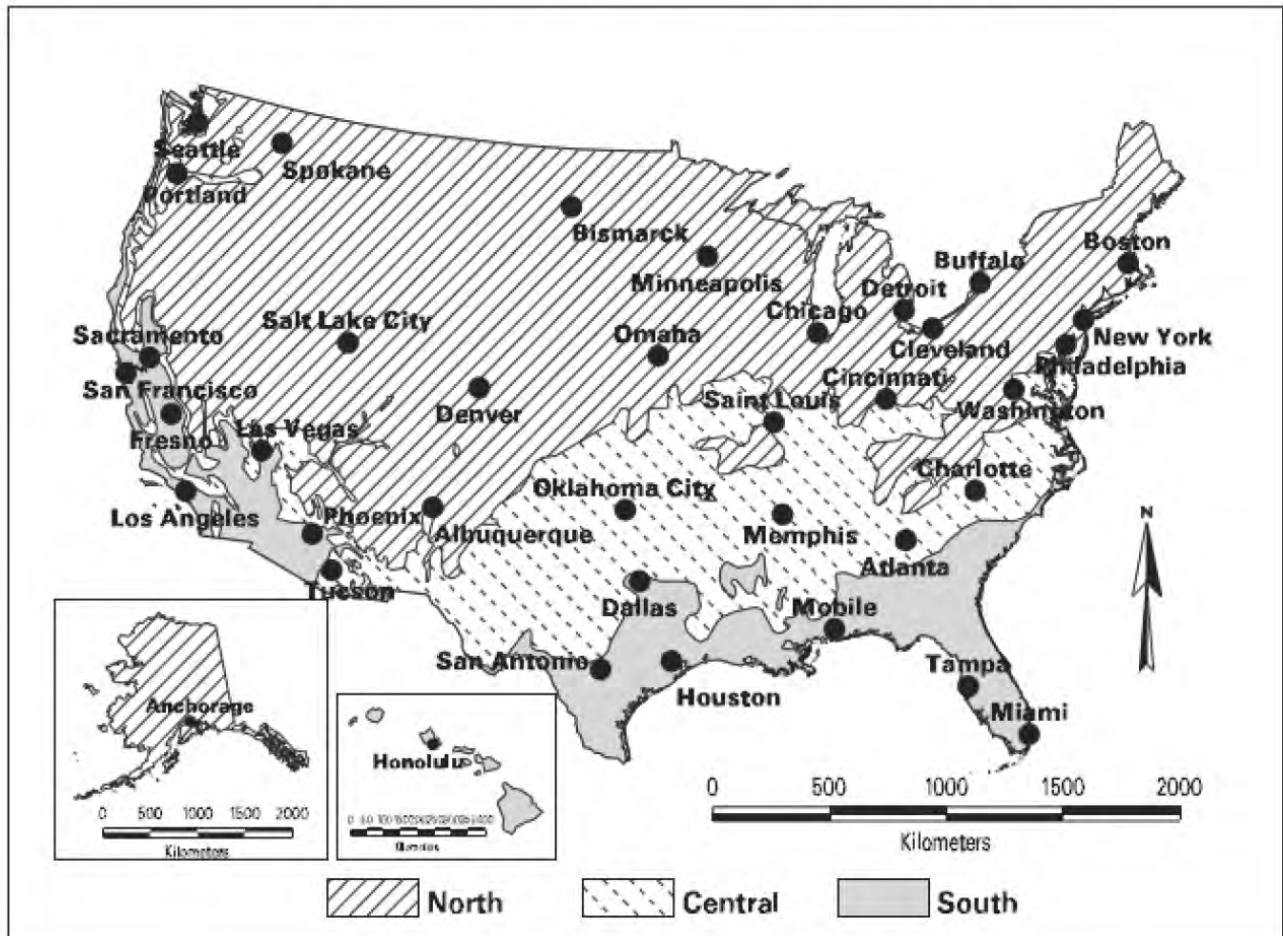 Seattle
Spokane
Portland
Bismarck
Minneapolis
Boston
Buffalo
Detroit
Chicago
Salt Lake City
Omaha
Sacramento
Cleveland
New York
Philadelphia
San Francisco
Cincinnati
Denver
Saint Louis
Washington
Fresno
Las Vegas
Charlotte
Oklahoma City
Los Angeles
Phoenix
Albuquerque
Memphis
Atlanta
N
Tucson
Dallas
Mobile
San Antonio
Houston
Tampa
Miami
Anchorage
0 500 1000 1500 2000
Kilometers
Honolulu
0 500 1000 1500 2000
Kilometers
North
Central
South